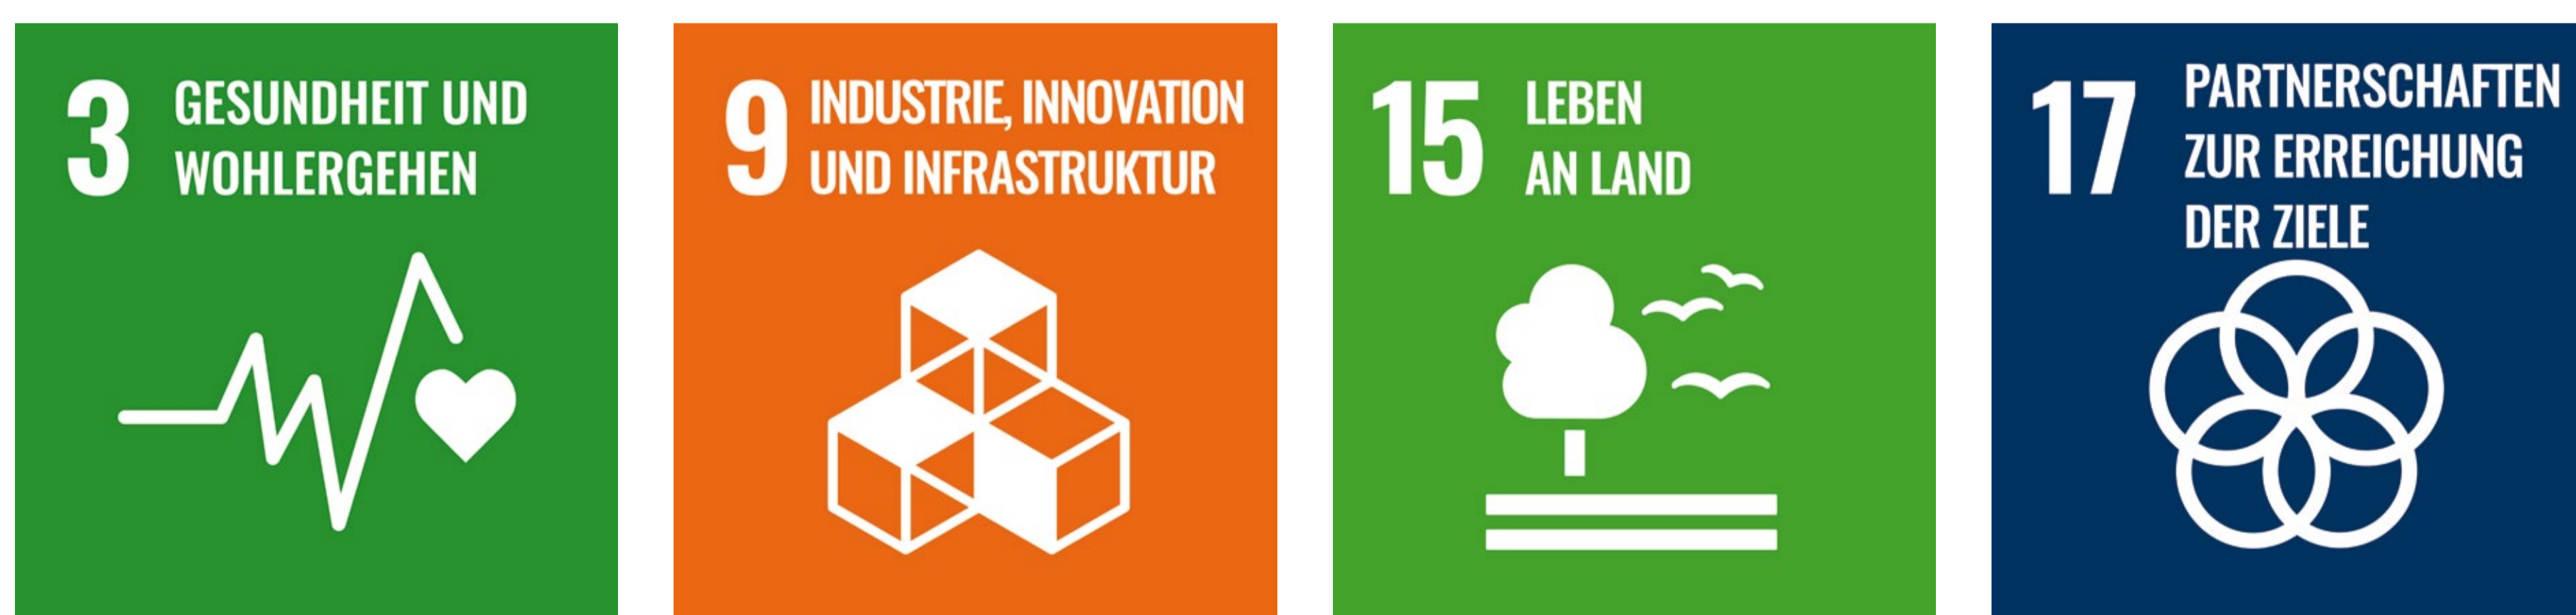 3
GESUNDHEIT UND
WOHLERGEHEN
9
INDUSTRIE, INNOVATION
UND INFRASTRUKTUR
15
LEBEN
AN LAND
17
PARTNERSCHAFTEN
ZUR ERREICHUNG
DER ZIELE